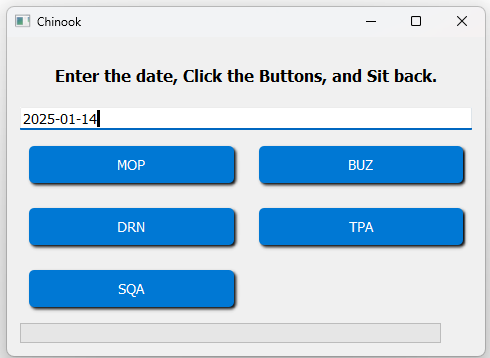 Chinook
Enter the date, Click the Buttons, and Sit back.
2025-01-14
MOP BUZ
DRN TPA
SQA